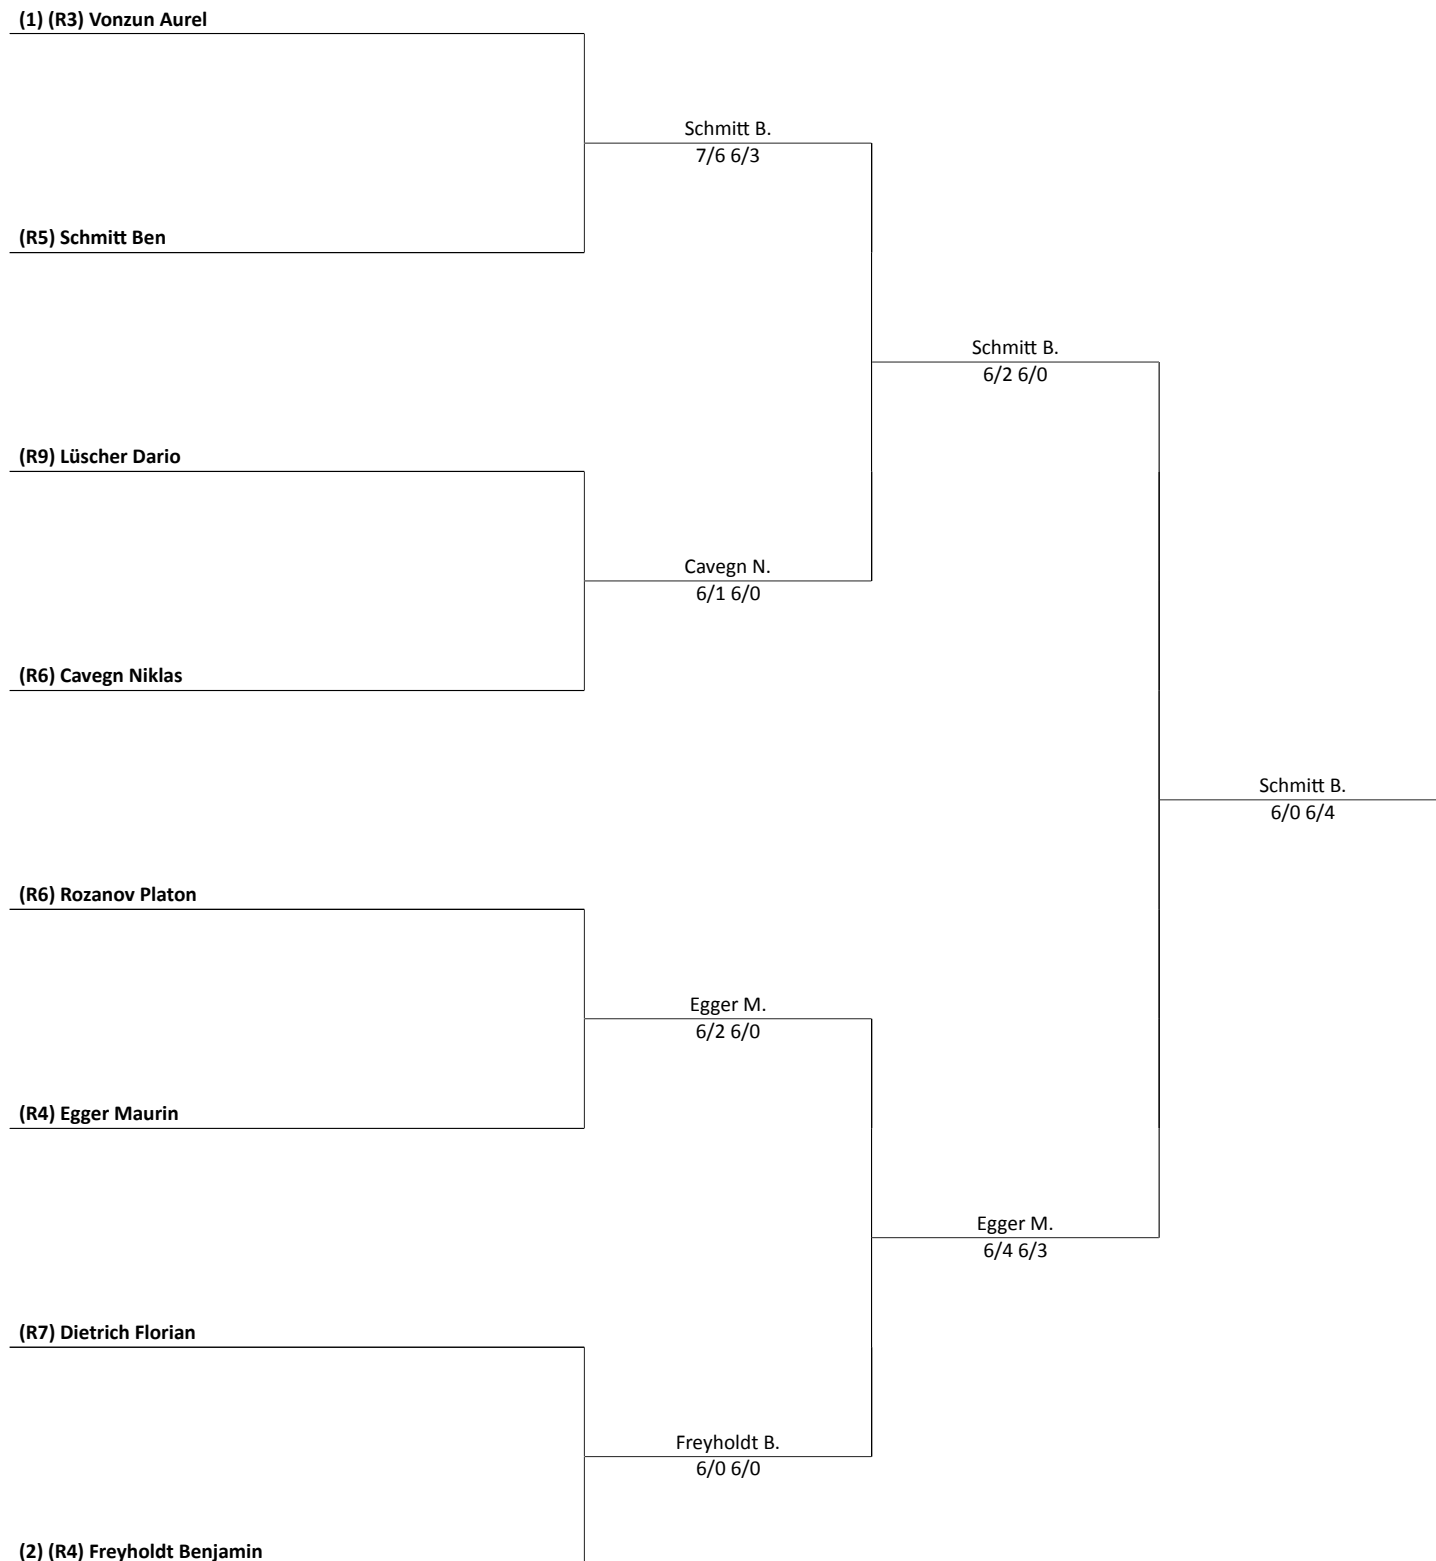 (1) (R3) Vonzun Aurel
Schmitt B.
7/6 6/3
(R5) Schmitt Ben
Schmitt B.
6/2 6/0
(R9) Lüscher Dario
Cavegn N.
6/1 6/0
(R6) Cavegn Niklas
Schmitt B.
6/0 6/4
(R6) Rozanov Platon
Egger M.
6/2 6/0
(R4) Egger Maurin
Egger M.
6/4 6/3
(R7) Dietrich Florian
Freyholdt B.
6/0 6/0
(2) (R4) Freyholdt Benjamin